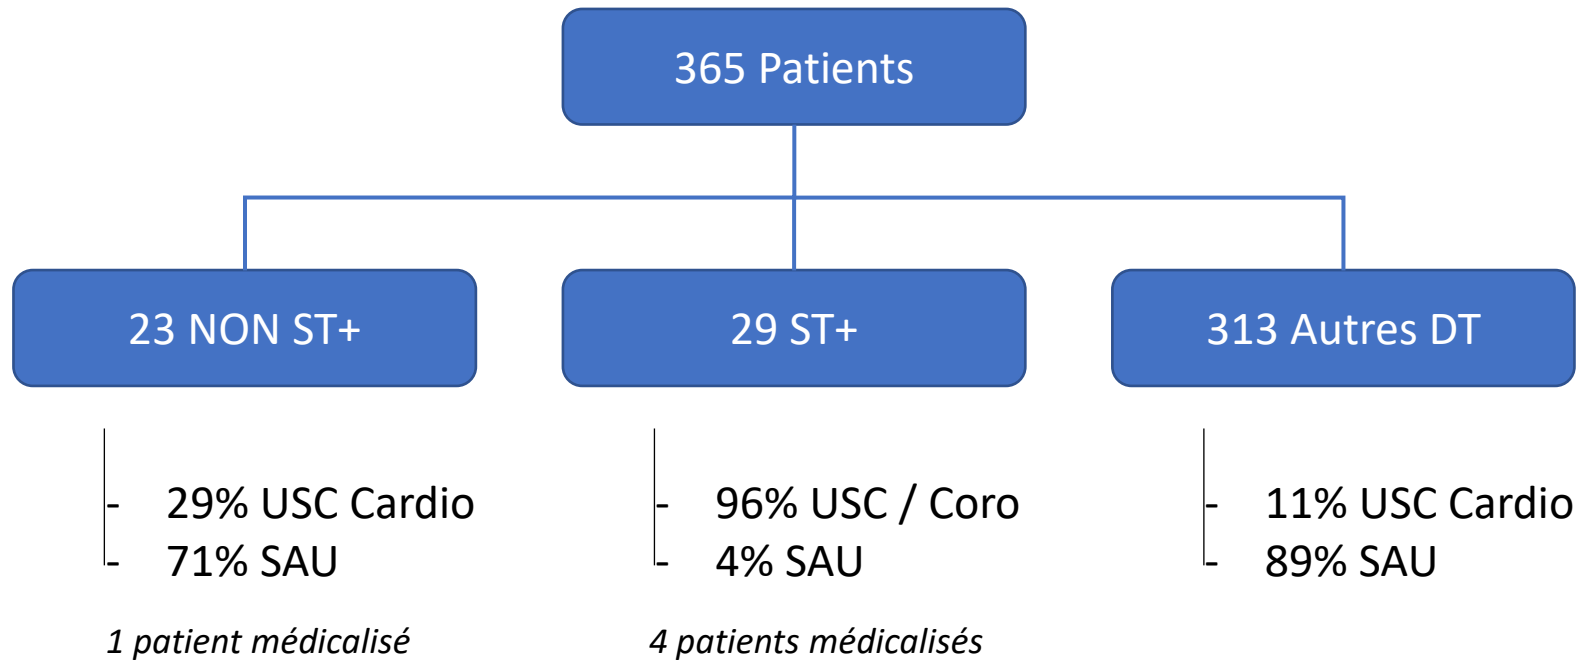 365 Patients
23 NON ST+
29 ST+
313 Autres DT
- 29% USC Cardio
- 71% SAU
1 patient médicalisé
- 96% USC / Coro
- 4% SAU
4 patients médicalisés
- 11% USC Cardio
- 89% SAU